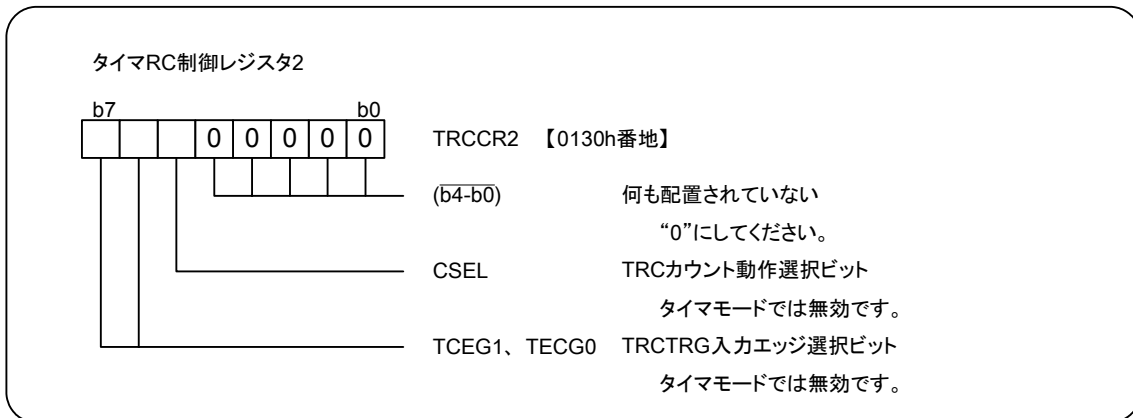 タイマRC制御レジスタ2
b7 b0
0 0 0 0 0 TRCCR2 【0130h番地】
(b4-b0) 何も配置されていない
“0”にしてください。
CSEL TRCカウント動作選択ビット
タイマモードでは無効です。
TCEG1、TECG0 TRCTRG入力エッジ選択ビット
タイマモードでは無効です。